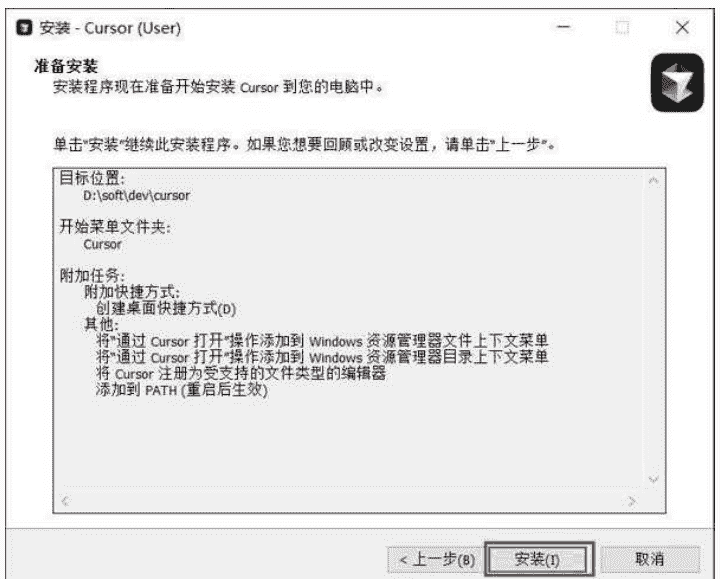 安装 - Cursor (User)
准备安装
安装程序现在准备开始安装 Cursor 到您的电脑中。
单击“安装”继续此安装程序。如果您想要回顾或改变设置，请单击“上一步”。
目标位置:
D:\soft\dev\cursor
开始菜单文件夹:
Cursor
附加任务:
附加快捷方式:
创建桌面快捷方式(D)
其他:
将“通过 Cursor 打开”操作添加到 Windows 资源管理器文件上下文菜单
将“通过 Cursor 打开”操作添加到 Windows 资源管理器目录上下文菜单
将 Cursor 注册为受支持的文件类型的编辑器
添加到 PATH (重启后生效)
< 上一步(B) 安装(I) 取消